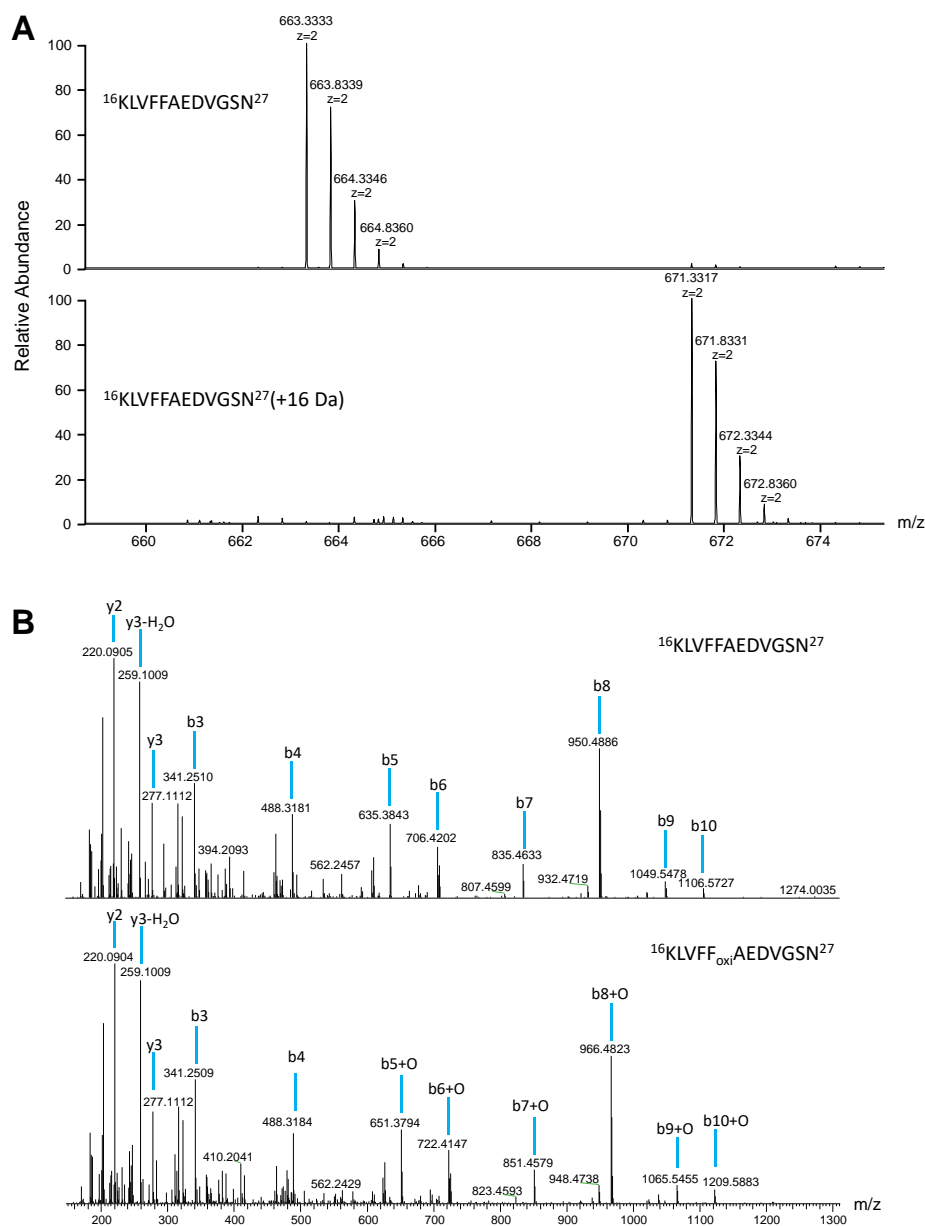 A
663.3333
z=2
100
80
60
40
20
0
663.8339
z=2
¹⁶KLVFFAEDVGSN²⁷
664.3346
z=2
664.8360
z=2
Relative Abundance
671.3317
z=2
100
80
60
40
20
0
671.8331
z=2
¹⁶KLVFFAEDVGSN²⁷(+16 Da)
672.3344
z=2
672.8360
z=2
660 662 664 666 670 672 674
m/z
B
y2
y3-H₂O
¹⁶KLVFFAEDVGSN²⁷
220.0905
259.1009
b8
950.4886
b3
y3
341.2510
277.1112
b4
488.3181
b5
635.3843
b6
706.4202
b7
835.4633
b9
b10
394.2093
562.2457
807.4599
932.4719
1049.5478
1106.5727
1274.0035
y2
y3-H₂O
¹⁶KLVFFₒₓᵢAEDVGSN²⁷
220.0904
259.1009
b8+O
966.4823
b3
y3
341.2509
277.1112
b4
488.3184
b5+O
651.3794
b6+O
722.4147
b7+O
851.4579
b9+O
b10+O
410.2041
562.2429
823.4593
948.4738
1065.5455
1209.5883
200 300 400 500 600 700 800 900 1000 1100 1200 1300
m/z